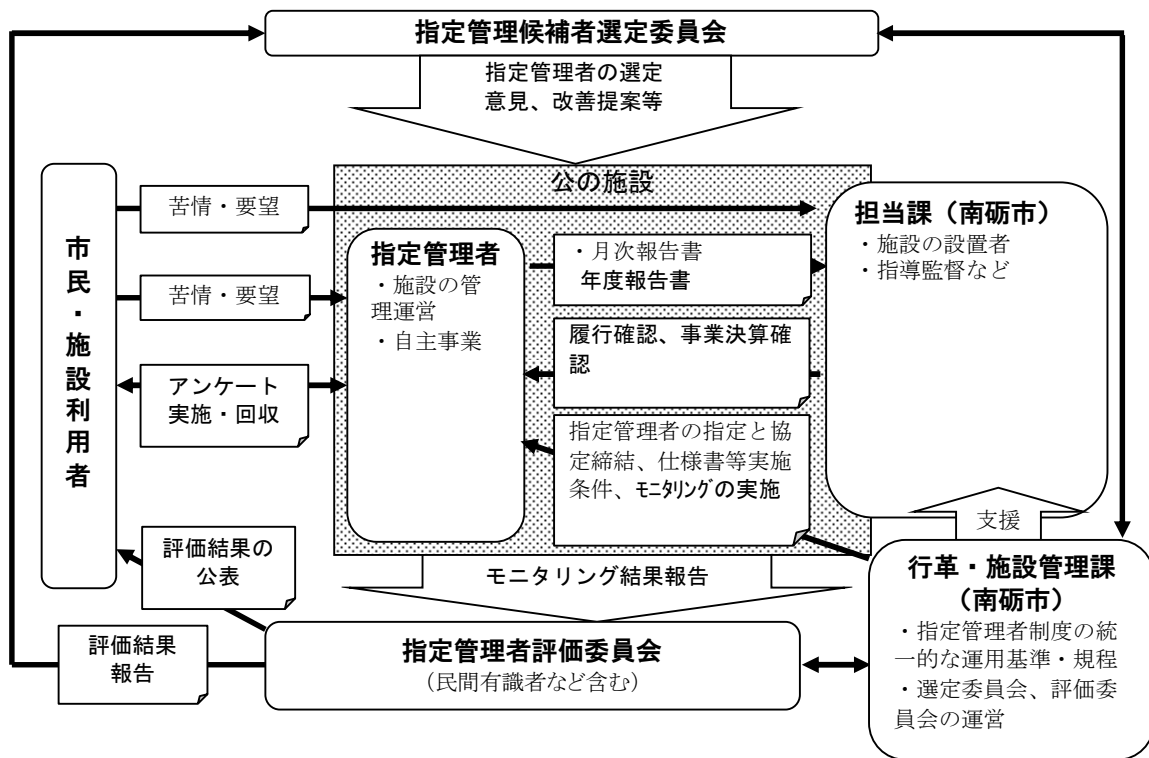 指定管理候補者選定委員会
指定管理者の選定
意見、改善提案等
公の施設
市民・施設利用者
苦情・要望
苦情・要望
アンケート
実施・回収
指定管理者
・施設の管
理運営
・自主事業
・月次報告書
年度報告書
履行確認、事業決算確
認
指定管理者の指定と協
定締結、仕様書等実施
条件、ﾓﾆﾀﾘﾝｸﾞの実施
担当課（南砺市）
・施設の設置者
・指導監督など
支援
評価結果の
公表
モニタリング結果報告
行革・施設管理課
（南砺市）
・指定管理者制度の統
一的な運用基準・規程
・選定委員会、評価委
員会の運営
評価結果
報告
指定管理者評価委員会
（民間有識者など含む）